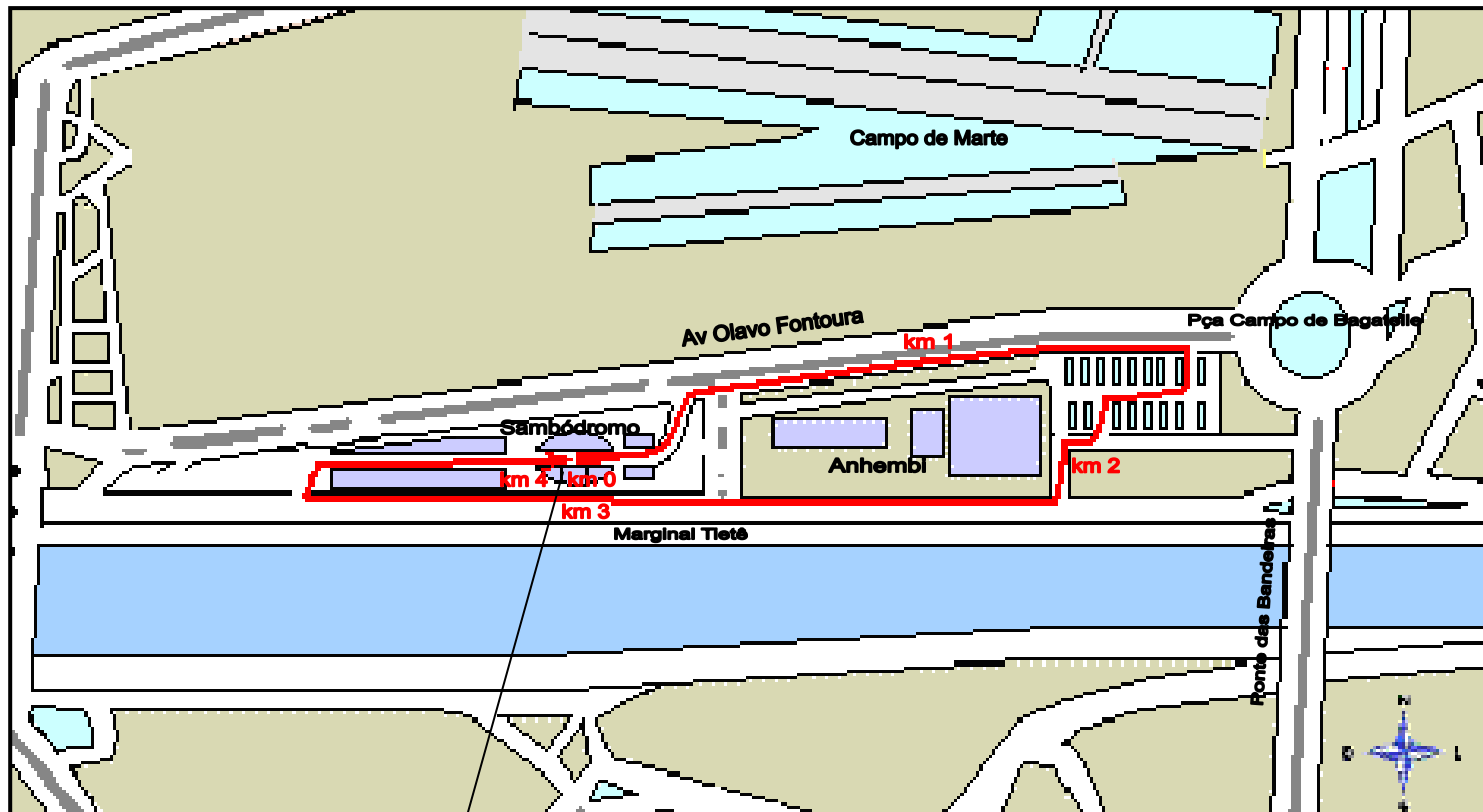 Campo de Marte
Av Olavo Fontoura
Pça Campo de Bagatelle
km 1
Sambódromo
Anhembi
km 2
km 4
km 0
km 3
Marginal Tietê
Ponte das Bandeiras
N
O
L